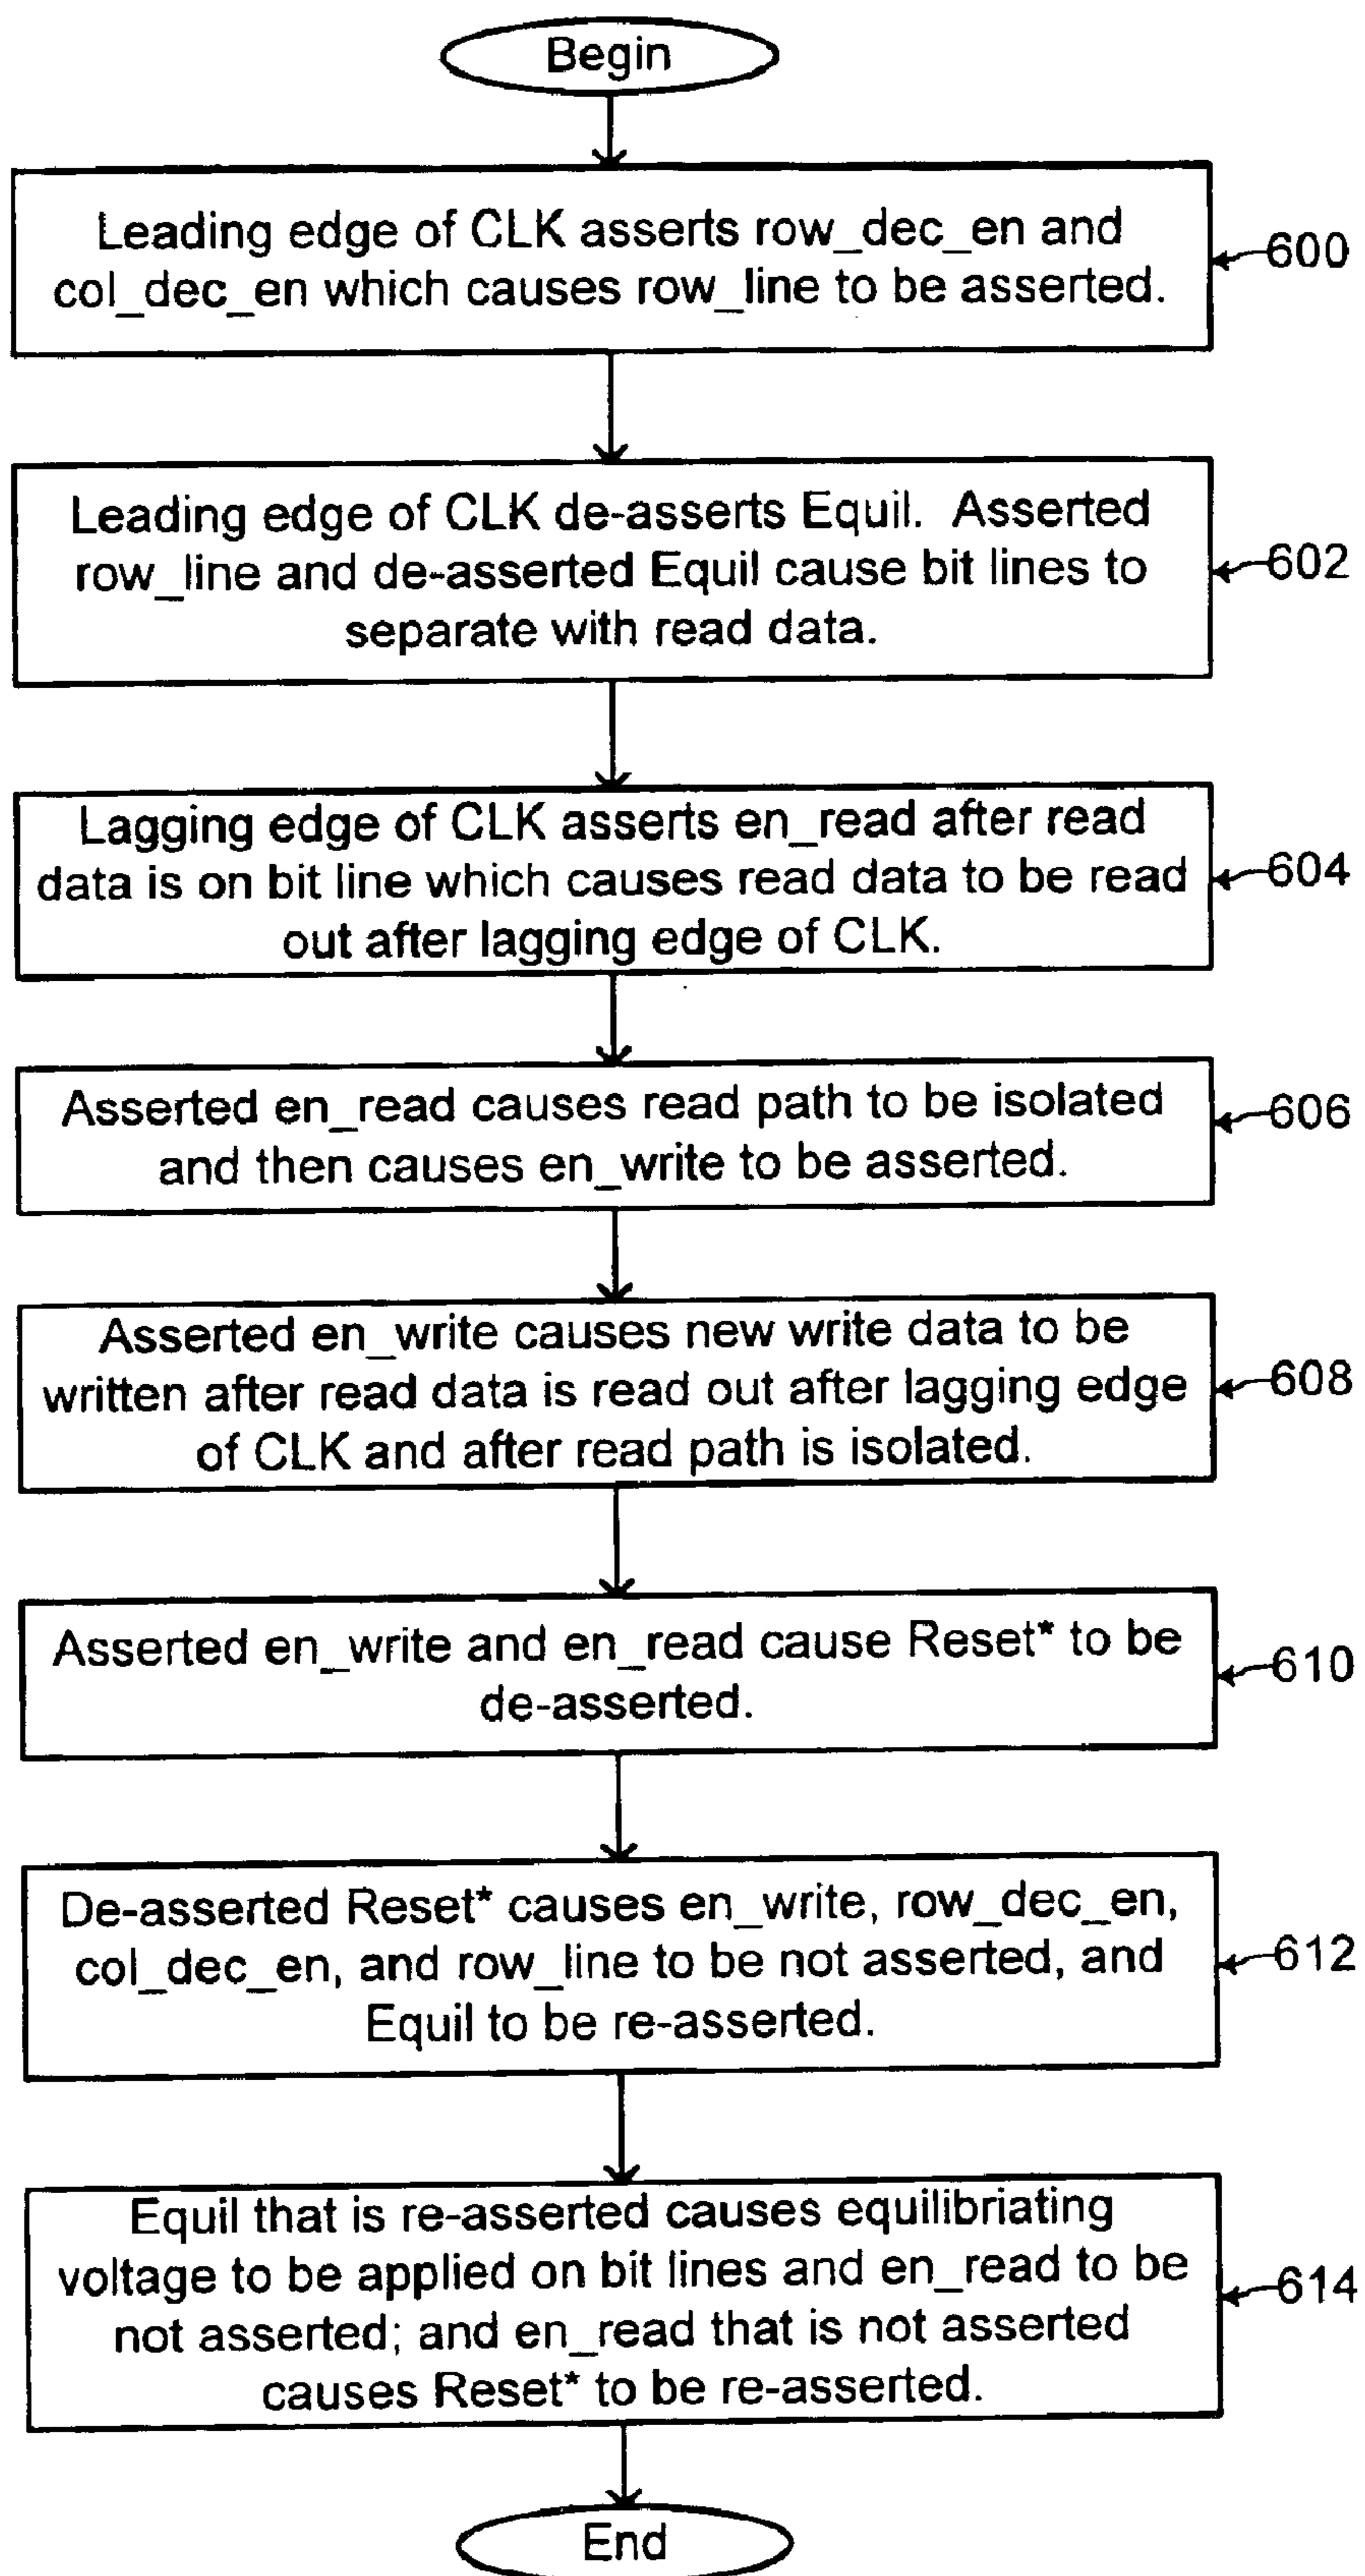 Begin
Leading edge of CLK asserts row_dec_en and
col_dec_en which causes row_line to be asserted.
600
Leading edge of CLK de-asserts Equil. Asserted
row_line and de-asserted Equil cause bit lines to
separate with read data.
602
Lagging edge of CLK asserts en_read after read
data is on bit line which causes read data to be read
out after lagging edge of CLK.
604
Asserted en_read causes read path to be isolated
and then causes en_write to be asserted.
606
Asserted en_write causes new write data to be
written after read data is read out after lagging edge
of CLK and after read path is isolated.
608
Asserted en_write and en_read cause Reset* to be
de-asserted.
610
De-asserted Reset* causes en_write, row_dec_en,
col_dec_en, and row_line to be not asserted, and
Equil to be re-asserted.
612
Equil that is re-asserted causes equilibriating
voltage to be applied on bit lines and en_read to be
not asserted; and en_read that is not asserted
causes Reset* to be re-asserted.
614
End